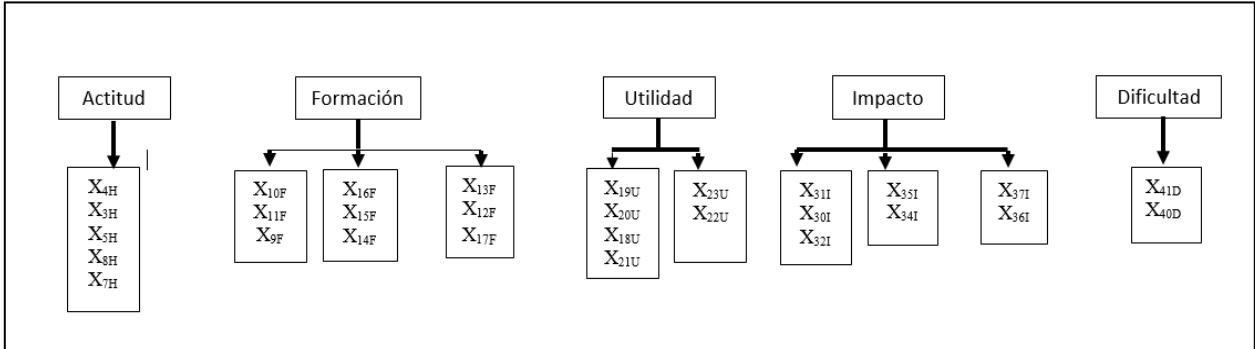 Actitud
Formación
Utilidad
Impacto
Dificultad
X4H
X3H
X5H
X8H
X7H
X10F
X11F
X9F
X16F
X15F
X14F
X13F
X12F
X17F
X19U
X20U
X18U
X21U
X23U
X22U
X31I
X30I
X32I
X35I
X34I
X37I
X36I
X41D
X40D